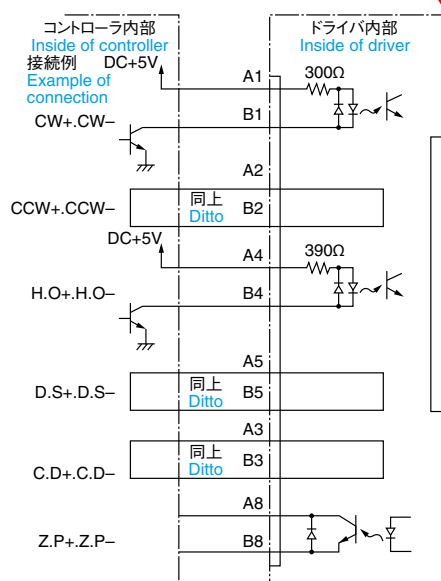 コントローラ内部
Inside of controller
ドライバ内部
Inside of driver
接続例
Example of
connection
DC+5V
A1
300Ω
B1
CW+.CW−
A2
CCW+.CCW−
同上
Ditto
B2
DC+5V
A4
390Ω
B4
H.O+.H.O−
A5
D.S+.D.S−
同上
Ditto
B5
A3
同上
Ditto
B3
C.D+.C.D−
A8
Z.P+.Z.P−
B8